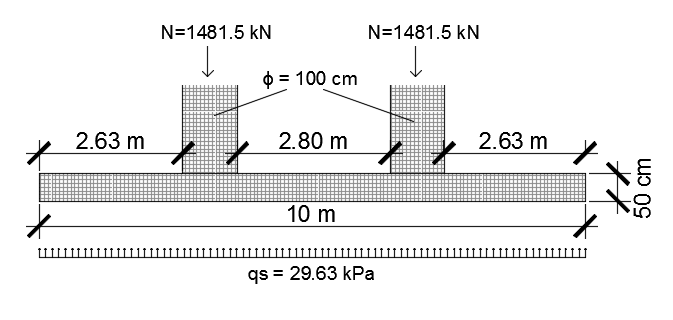 N=1481.5 kN N=1481.5 kN
ϕ = 100 cm
2.63 m 2.80 m 2.63 m
50 cm
10 m
qs = 29.63 kPa